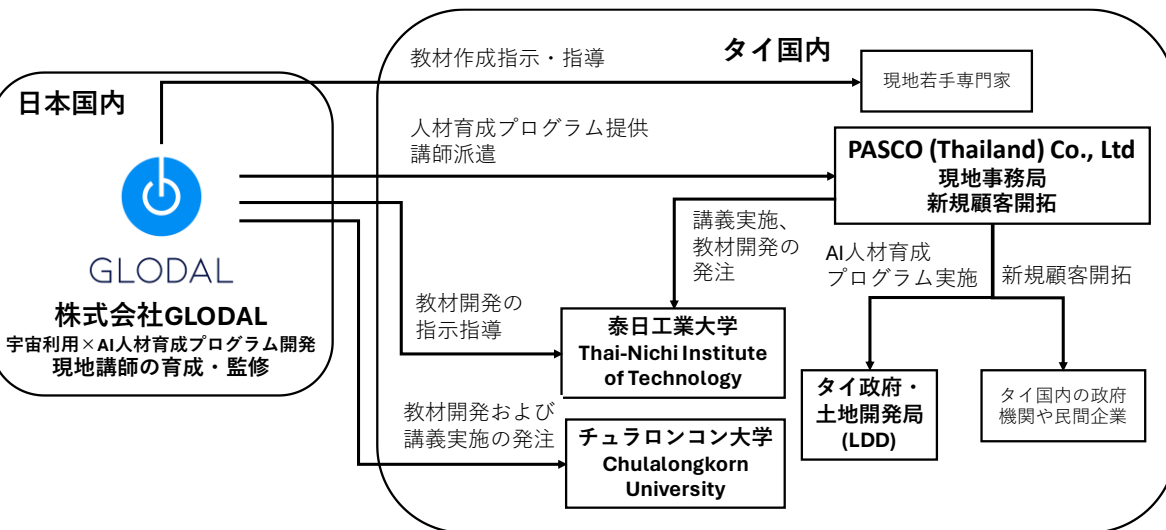 タイ国内
日本国内
教材作成指示・指導
現地若手専門家
人材育成プログラム提供
講師派遣
PASCO (Thailand) Co., Ltd
現地事務局
新規顧客開拓
GLODAL
株式会社GLODAL
宇宙利用×AI人材育成プログラム開発
現地講師の育成・監修
講義実施、
教材開発の
発注
AI人材育成
プログラム実施
新規顧客開拓
教材開発の
指示指導
泰日工業大学
Thai-Nichi Institute
of Technology
教材開発および
講義実施の発注
チュラロンコン大学
Chulalongkorn
University
タイ政府・
土地開発局
(LDD)
タイ国内の政府
機関や民間企業